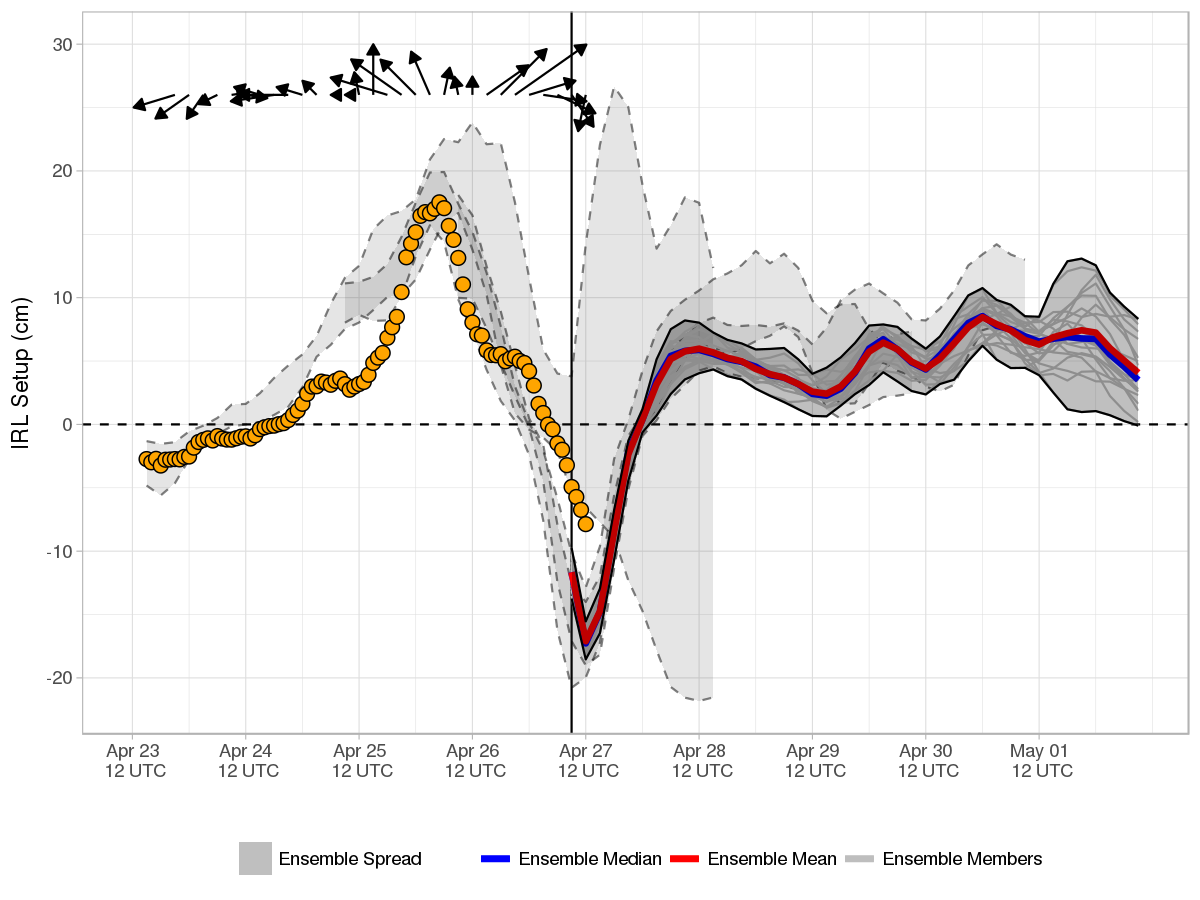 30
20
10
0
-10
-20
IRL Setup (cm)
Apr 23 Apr 24 Apr 25 Apr 26 Apr 27 Apr 28 Apr 29 Apr 30 May 01
12 UTC 12 UTC 12 UTC 12 UTC 12 UTC 12 UTC 12 UTC 12 UTC 12 UTC
Ensemble Spread Ensemble Median Ensemble Mean Ensemble Members